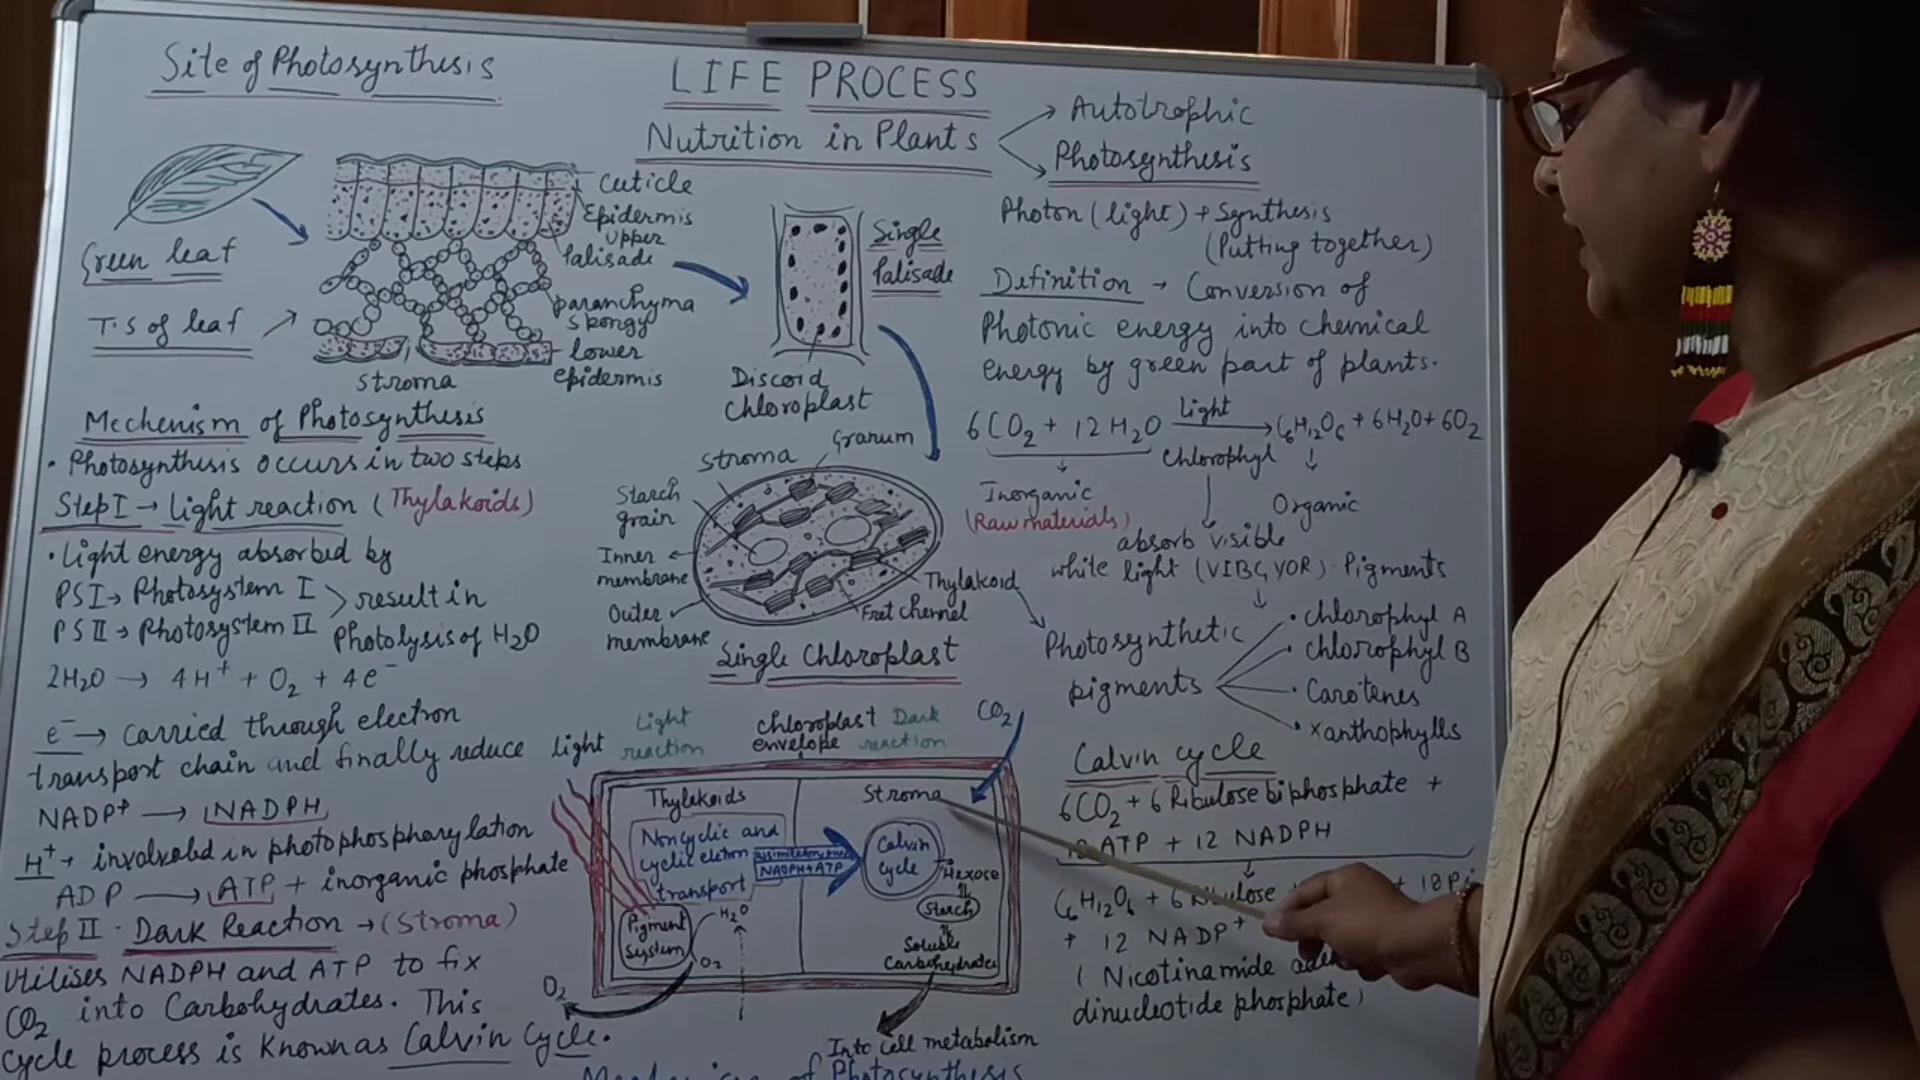 Site of Photosynthesis
Green leaf
T.S of leaf
Cuticle
Epidermis
Upper
Palisade
paranchyma
Spongy
lower
epidermis
Stroma
Mechenism of Photosynthesis
• Photosynthesis occurs in two steps
Step I → Light reaction (Thylakoids)
• Light energy absorbed by
PSI → Photosystem I
PSII → Photosystem II
result in
Photolysis of H2O
2H2O → 4H+ + O2 + 4e-
e- → carried through electron
transport chain and finally reduce
NADP+ → NADPH
H+ → involved in photophosphorylation
ADP → ATP + inorganic phosphate
Step II - Dark Reaction → (Stroma)
Utilises NADPH and ATP to fix
CO2 into Carbohydrates. This
cycle process is known as Calvin Cycle.
LIFE PROCESS
Nutrition in Plants
Single
Palisade
Discoid
chloroplast
Stroma
Granum
Starch
grain
Inner
membrane
Outer
membrane
Thylakoid
Fret chennel
Single Chloroplast
light
Light
reaction
chloroplast
envelope
Dark
reaction
CO2
Thylakoids
Noncyclic and
cyclic
transport
NADPH+ATP
Pigment
System
H2O
O2
O2
Stroma
Calvin
Cycle
Hexose
Starch
Soluble
Carbohydrates
Into cell metabolism
of Photosynthesis
Autotrophic
Photosynthesis
Photon (light) + Synthesis
(Putting together)
Definition → Conversion of
Photonic energy into chemical
energy by green part of plants.
6CO2 + 12H2O
Light
Chlorophyl
C6H12O6 + 6H2O + 6O2
Inorganic
(Raw materials)
Organic
absorb visible
white light (VIBGYOR) - Pigments
Photosynthetic
pigments
• chlorophyl A
• chlorophyl B
• Carotenes
• xanthophylls
Calvin cycle
6CO2 + 6 Ribulose biphosphate +
18 ATP + 12 NADPH
C6H12O6 + 6 Ribulose + 18Pi
+ 12 NADP+
(Nicotinamide
dinucleotide phosphate)